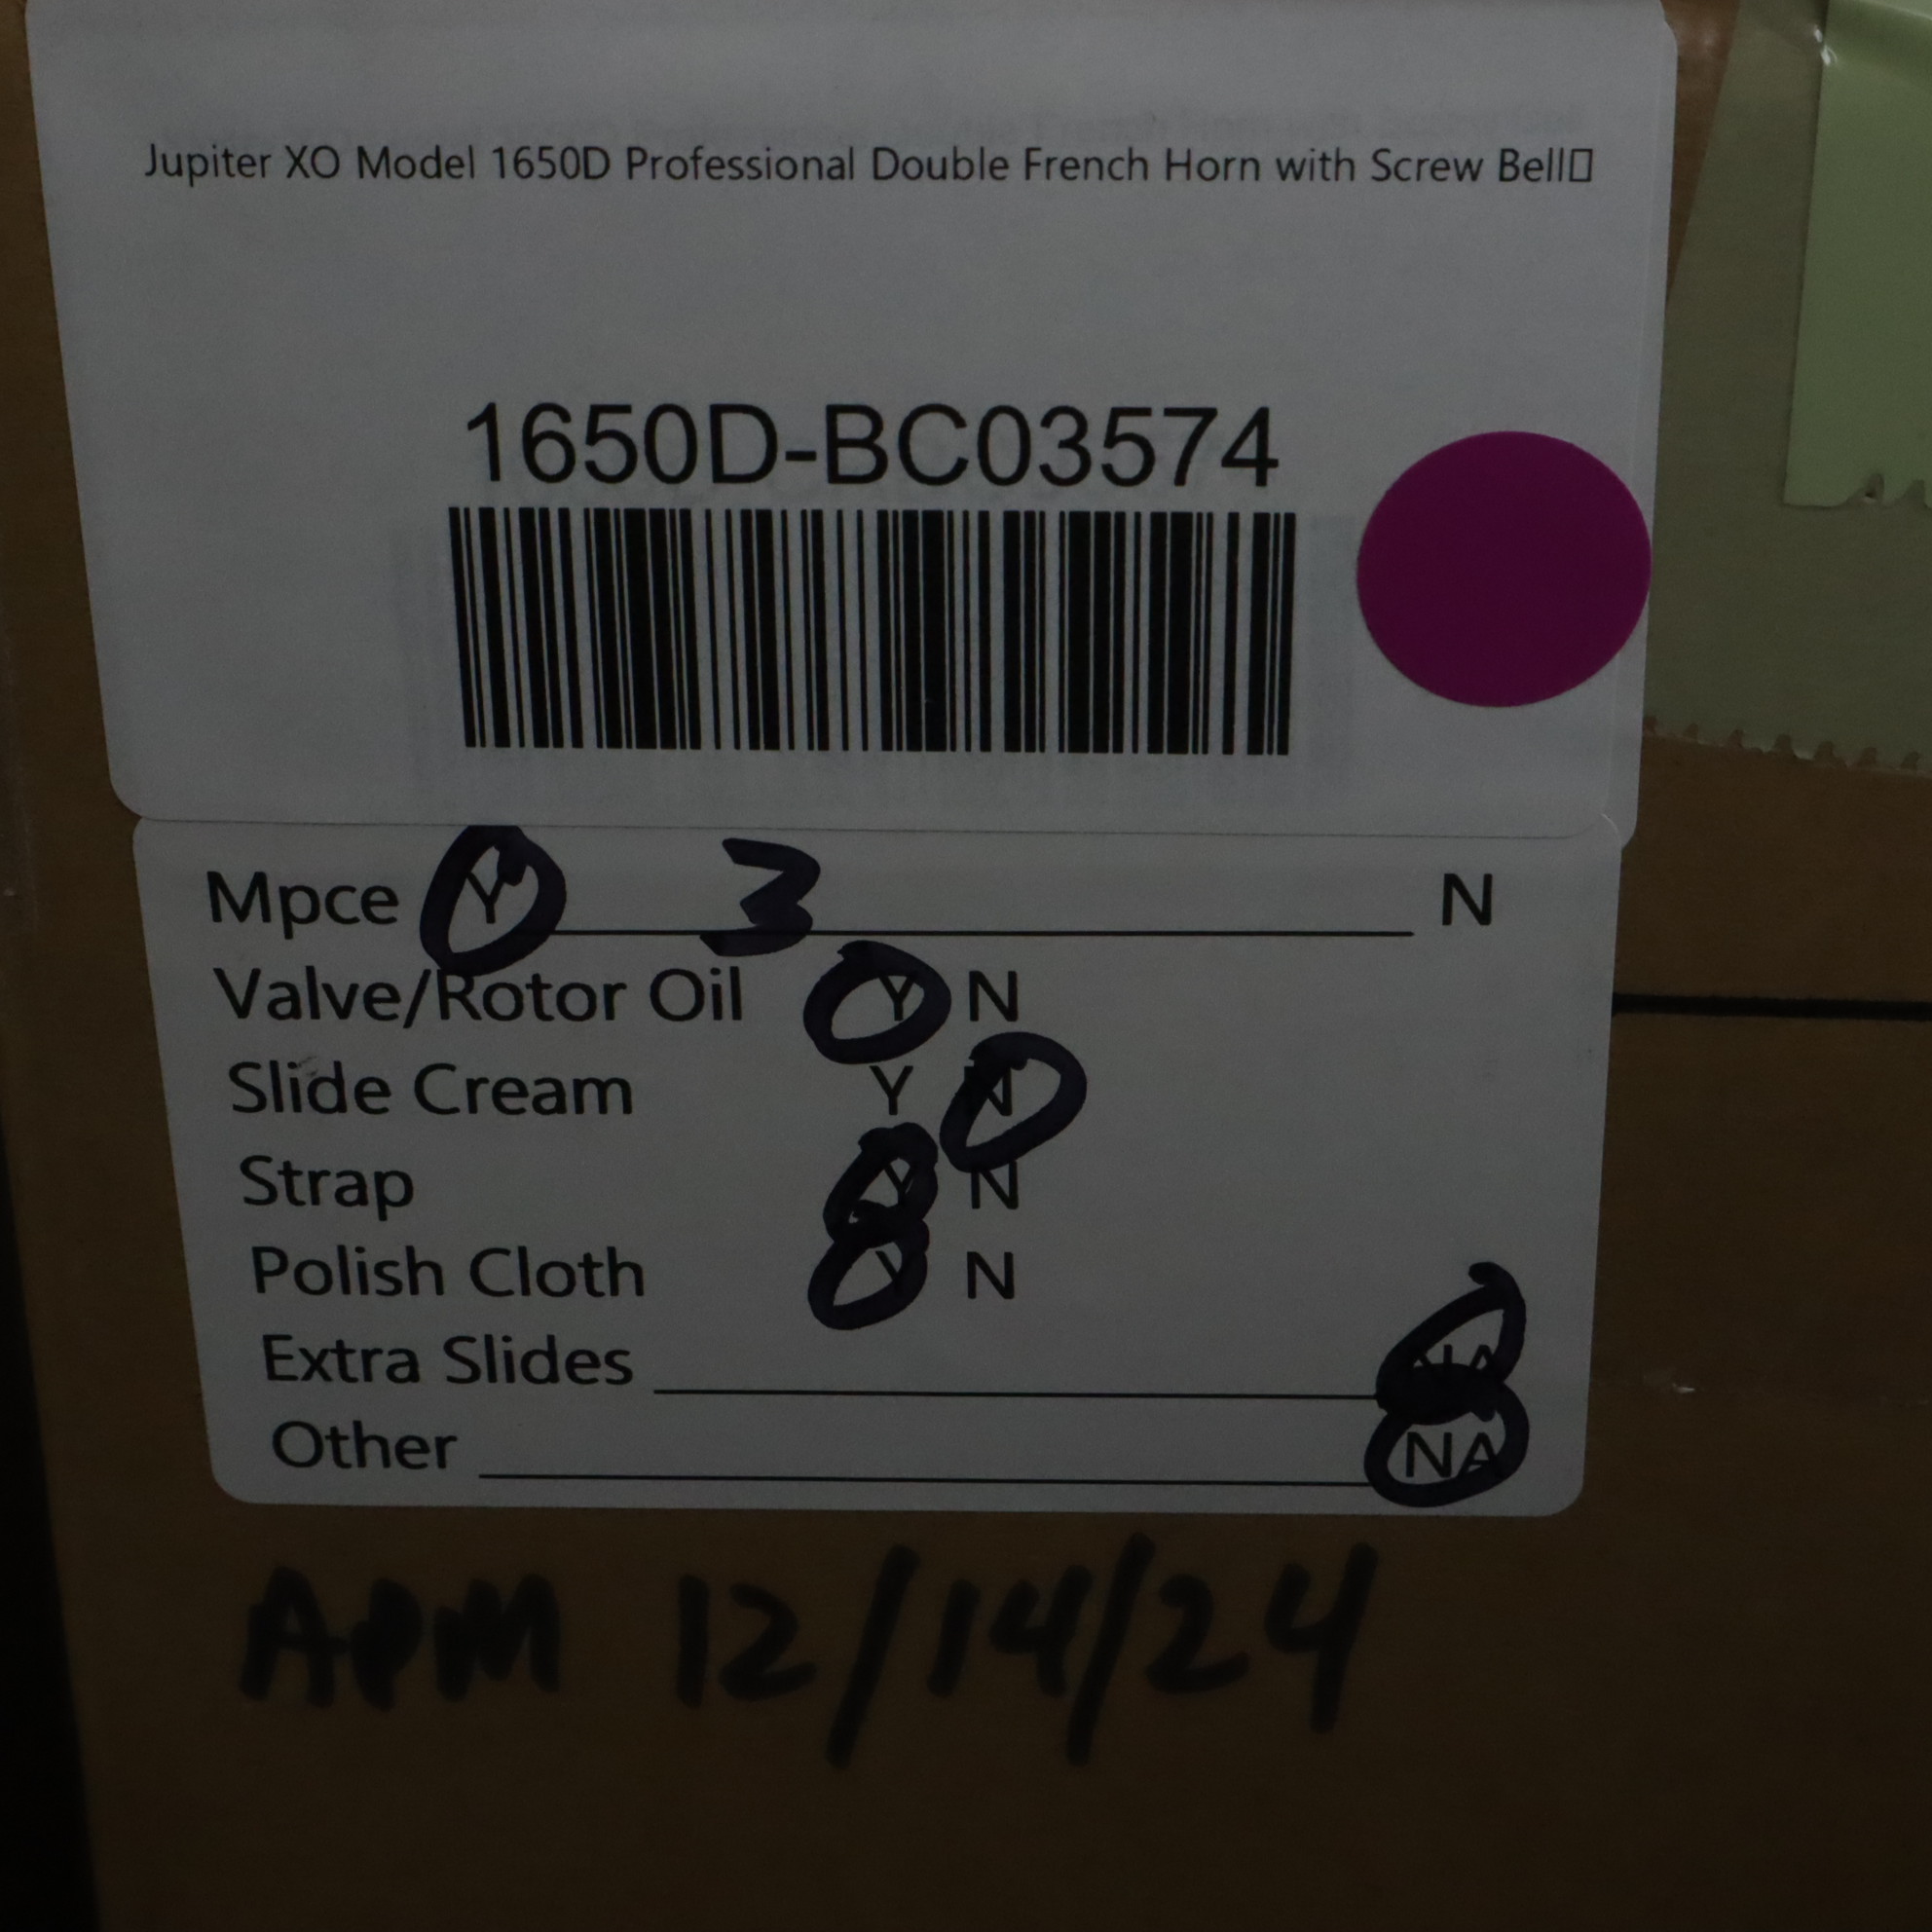 Jupiter XO Model 1650D Professional Double French Horn with Screw Bell
1650D-BC03574
Mpce Y 3 N
Valve/Rotor Oil Y N
Slide Cream Y N
Strap Y N
Polish Cloth Y N
Extra Slides NA
Other NA
APM 12/14/24